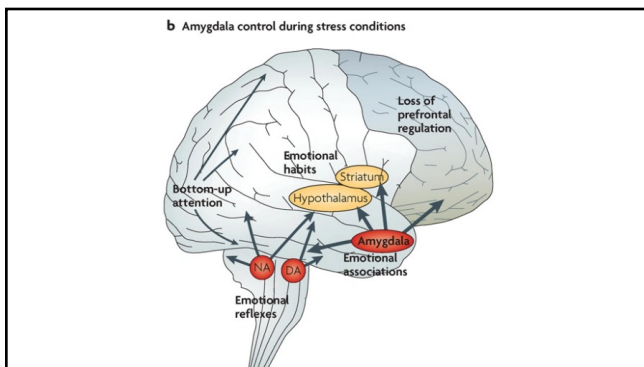 b Amygdala control during stress conditions
Loss of
prefrontal
regulation
Emotional
habits
Striatum
Bottom-up
attention
Hypothalamus
Amygdala
Emotional
associations
NA
DA
Emotional
reflexes